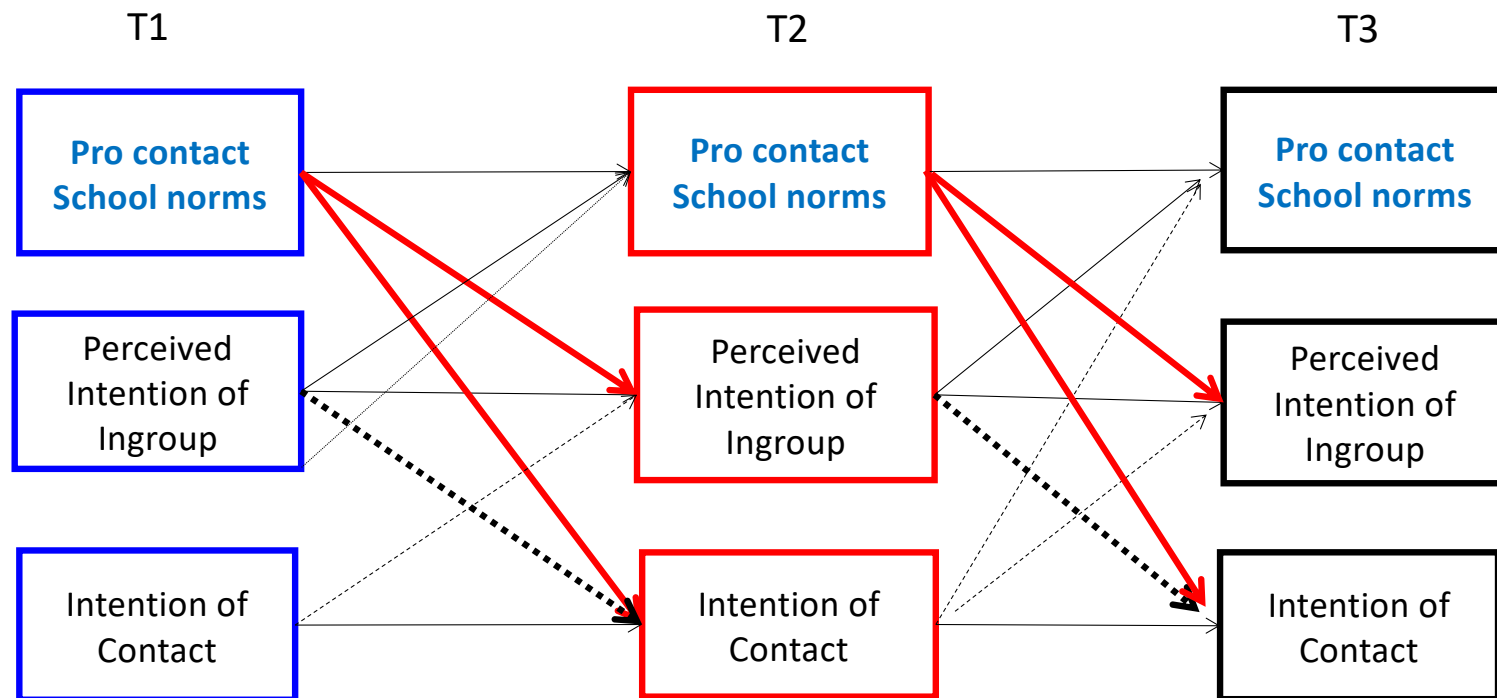 T1
T2
T3
Pro contact
School norms
Pro contact
School norms
Pro contact
School norms
Perceived
Intention of
Ingroup
Perceived
Intention of
Ingroup
Perceived
Intention of
Ingroup
Intention of
Contact
Intention of
Contact
Intention of
Contact